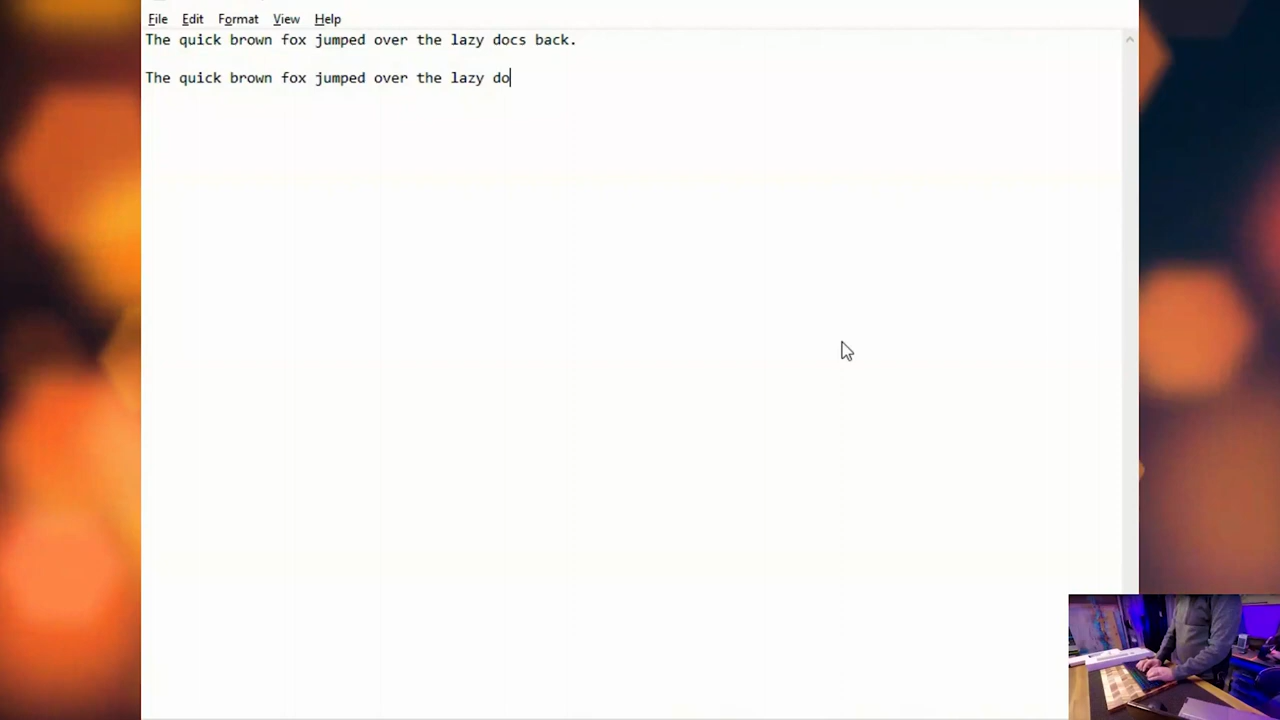 File Edit Format View Help
The quick brown fox jumped over the lazy docs back.
The quick brown fox jumped over the lazy do